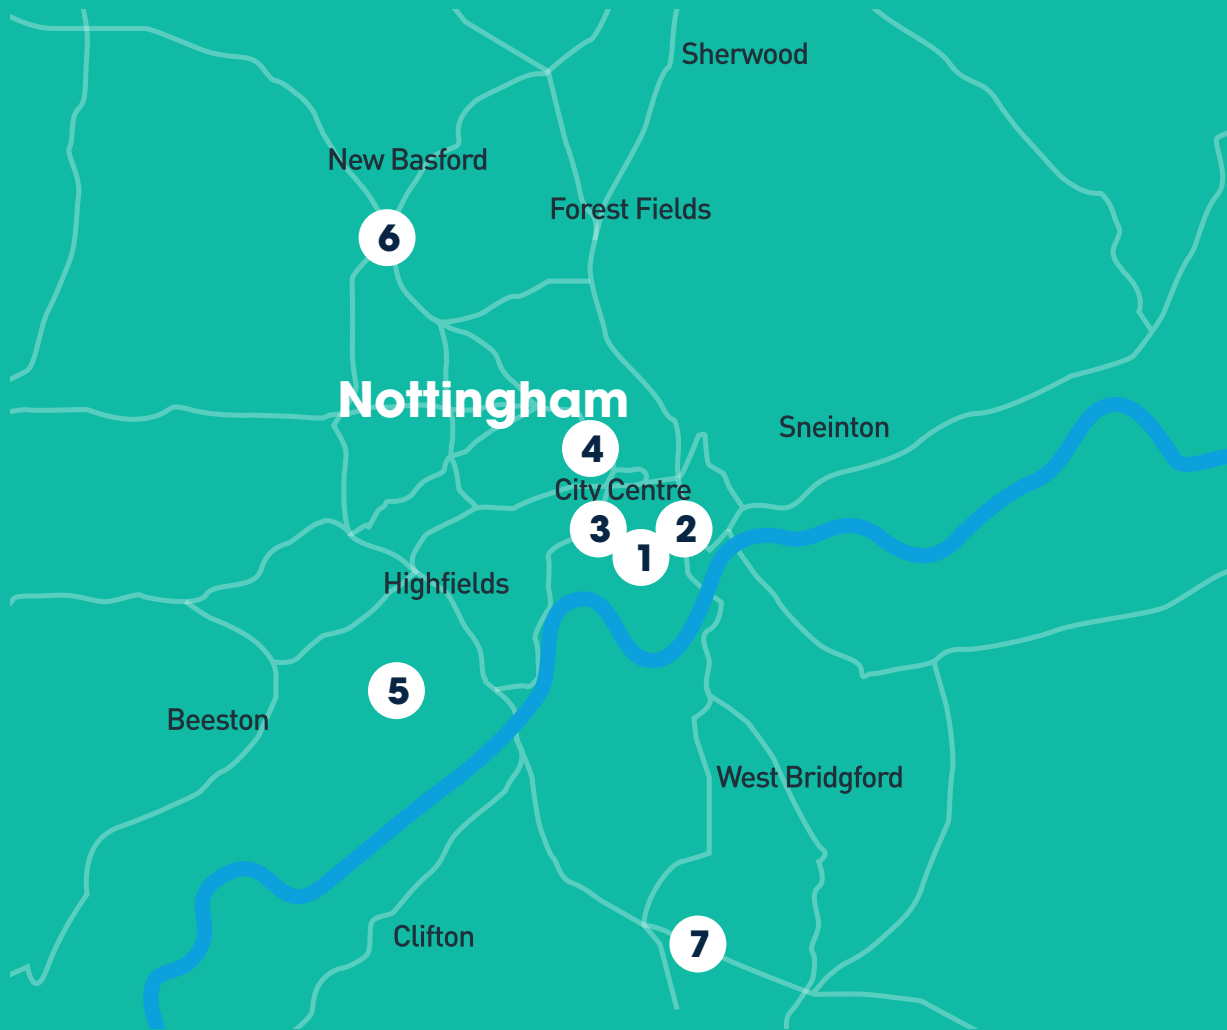 Sherwood
New Basford
Forest Fields
6
Nottingham
Sneinton
4
City Centre
3
2
1
Highfields
5
Beeston
West Bridgford
Clifton
7